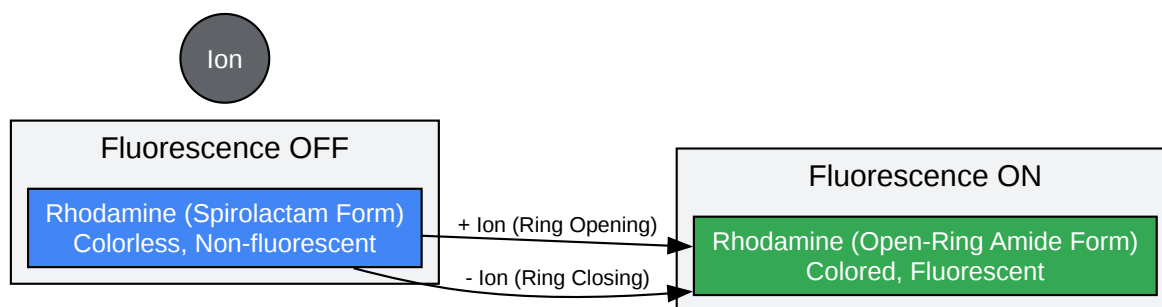 Ion
Fluorescence OFF
Rhodamine (Spirolactam Form)
Colorless, Non-fluorescent
+ Ion (Ring Opening)
- Ion (Ring Closing)
Fluorescence ON
Rhodamine (Open-Ring Amide Form)
Colored, Fluorescent